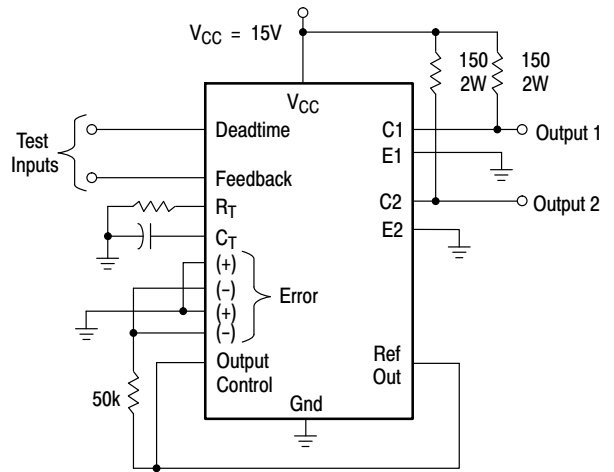 V_CC = 15V
150
2W
150
2W
V_CC
Test
Inputs
Deadtime
Feedback
R_T
C_T
(+)
(−)
(+)
(−)
Error
Output
Control
50k
Gnd
C1
E1
C2
E2
Ref
Out
Output 1
Output 2